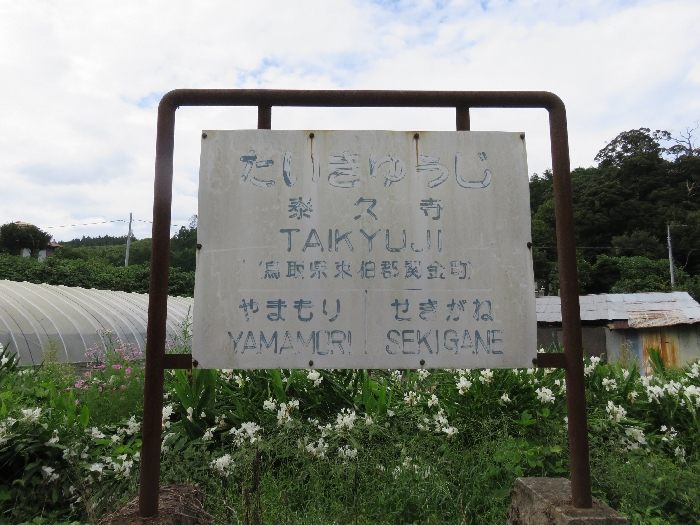 たいきゅうじ
泰久寺
TAIKYUJI
(鳥取県東伯郡関金町)
やまもり せきがね
YAMAMORI SEKIGANE